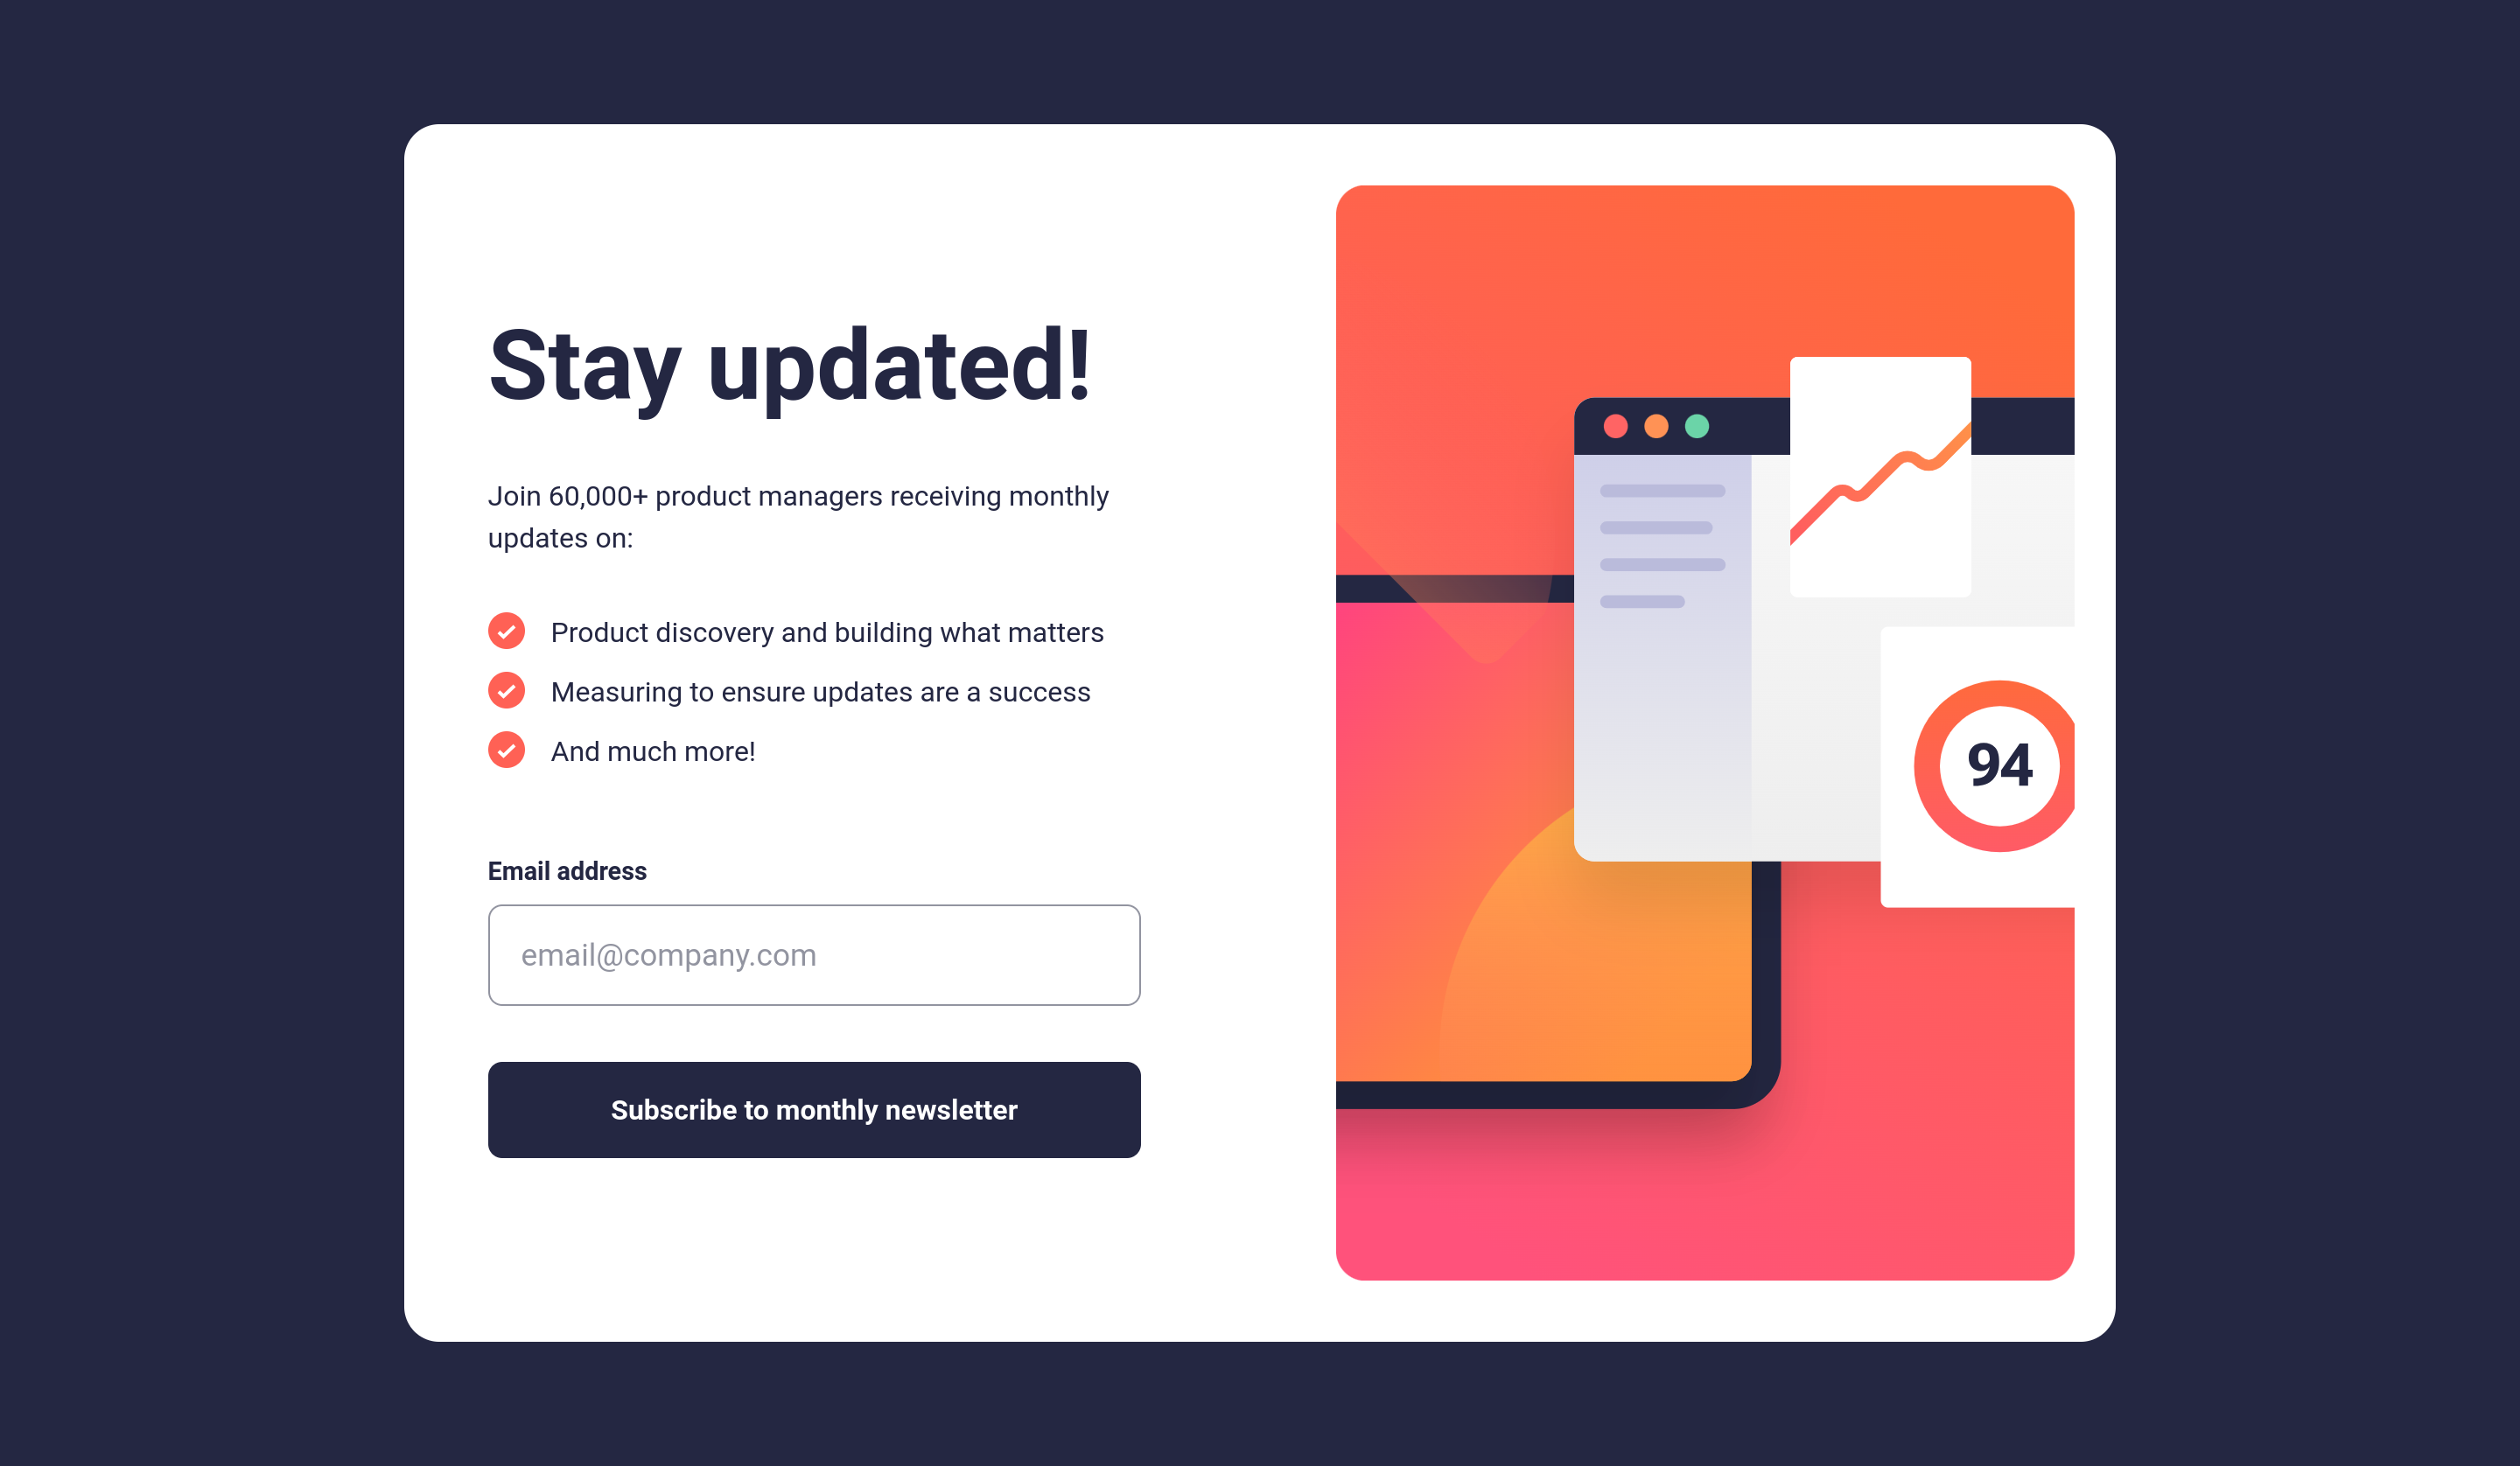 Stay updated!
Join 60,000+ product managers receiving monthly
updates on:
Product discovery and building what matters
Measuring to ensure updates are a success
And much more!
Email address
email@company.com
Subscribe to monthly newsletter
94